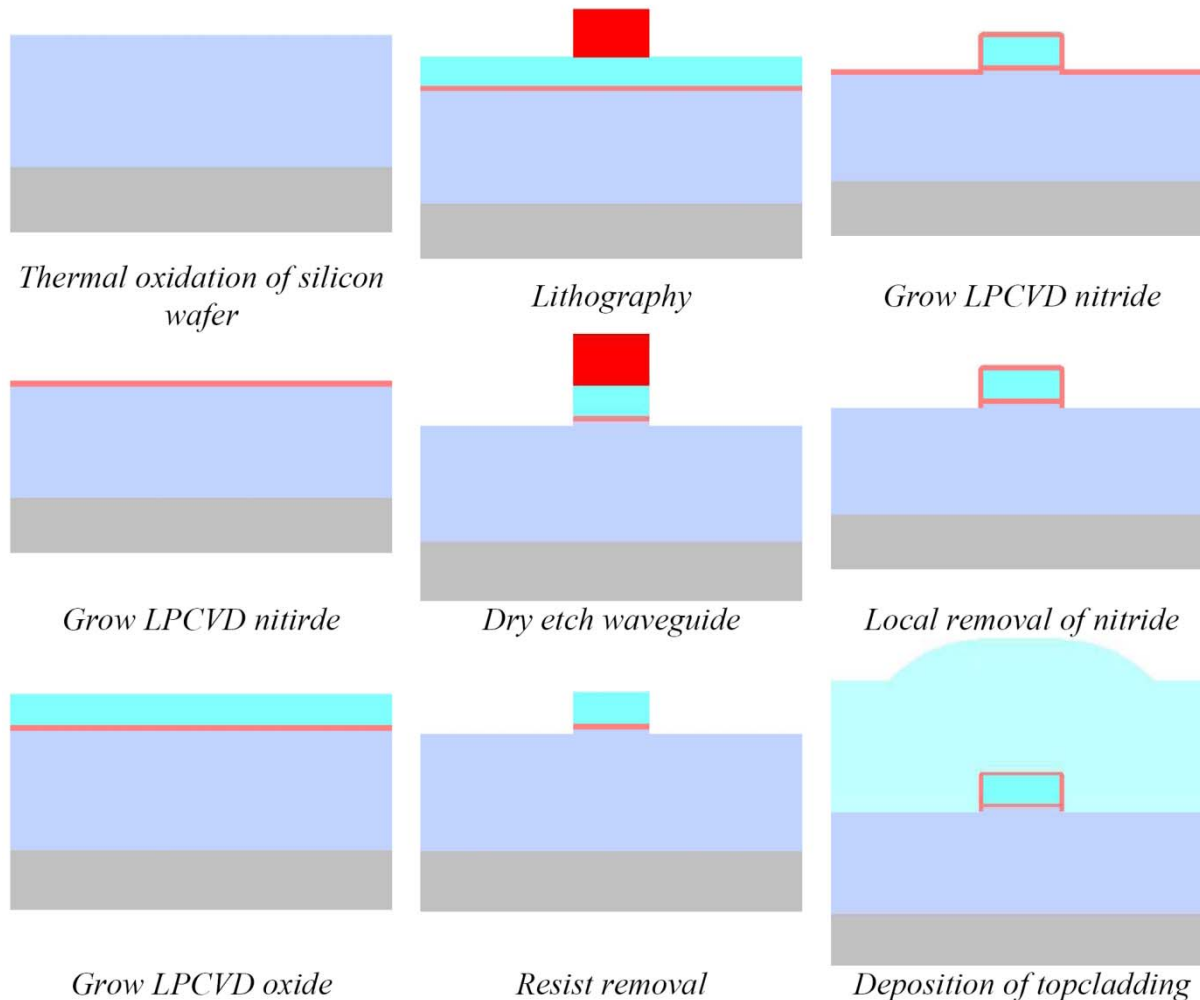 Thermal oxidation of silicon
wafer
Lithography
Grow LPCVD nitride
Grow LPCVD nitirde
Dry etch waveguide
Local removal of nitride
Grow LPCVD oxide
Resist removal
Deposition of topcladding